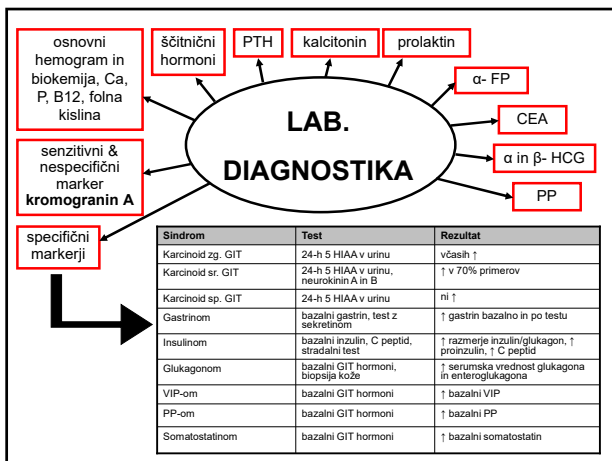 osnovni
hemogram in
biokemija, Ca,
P, B12, folna
kislina
ščitnični
hormoni
PTH
kalcitonin
prolaktin
α- FP
CEA
α in β- HCG
PP
LAB.
DIAGNOSTIKA
senzitivni &
nespecifični
marker
kromogranin A
specifični
markerji
Sindrom Test Rezultat
Karcinoid zg. GIT 24-h 5 HIAA v urinu včasih ↑
Karcinoid sr. GIT 24-h 5 HIAA v urinu, ↑ v 70% primerov
neurokinin A in B
Karcinoid sp. GIT 24-h 5 HIAA v urinu ni ↑
Gastrinom bazalni gastrin, test z ↑ gastrin bazalno in po testu
sekretinom
Insulinom bazalni inzulin, C peptid, ↑ razmerje inzulin/glukagon, ↑
stradalni test proinzulin, ↑ C peptid
Glukagonom bazalni GIT hormoni, ↑ serumska vrednost glukagona
biopsija kože in enteroglukagona
VIP-om bazalni GIT hormoni ↑ bazalni VIP
PP-om bazalni GIT hormoni ↑ bazalni PP
Somatostatinom bazalni GIT hormoni ↑ bazalni somatostatin